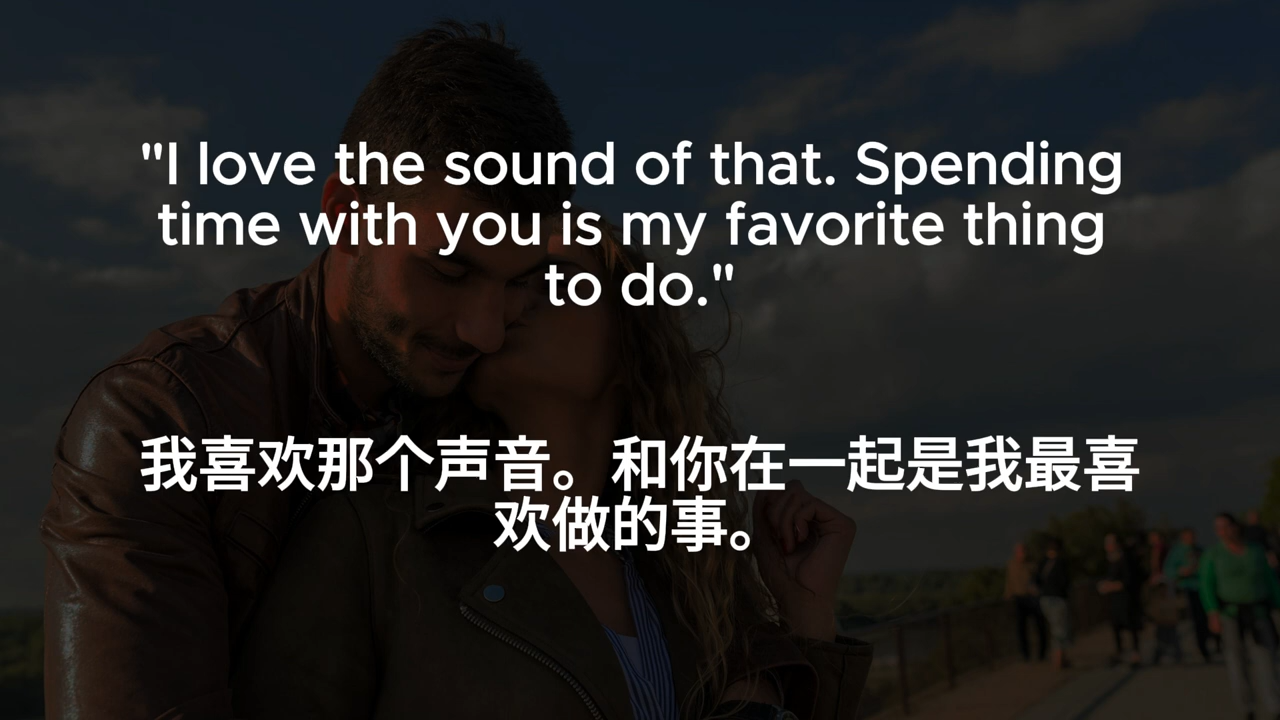 "I love the sound of that. Spending
time with you is my favorite thing
to do."
我喜欢那个声音。和你在一起是我最喜
欢做的事。